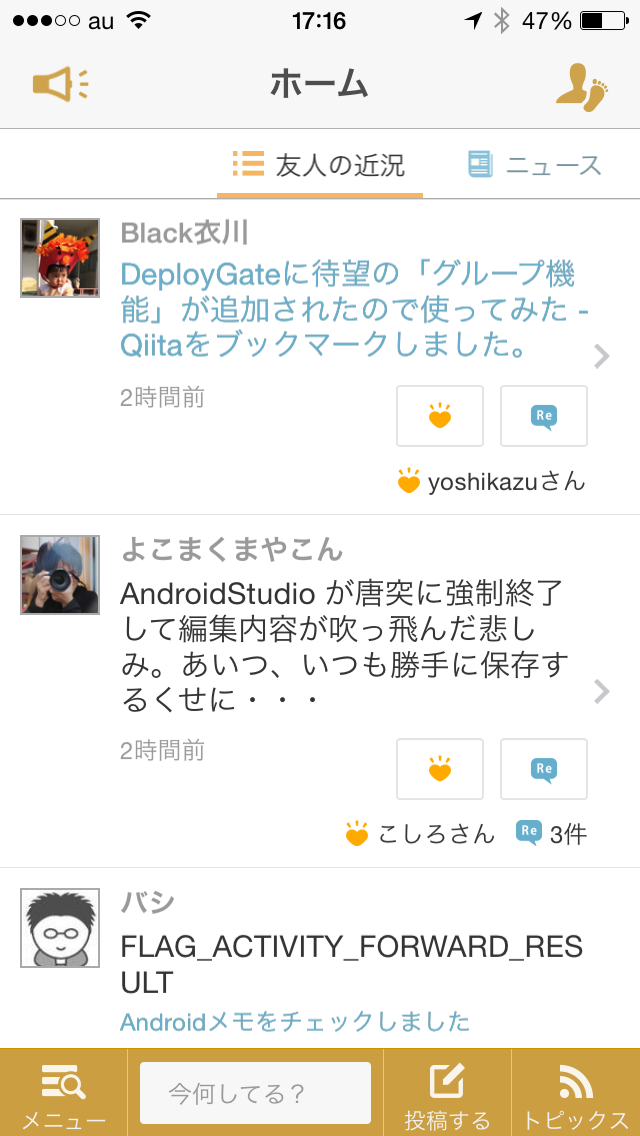 au 17:16 47%
ホーム
友人の近況 ニュース
Black衣川
DeployGateに待望の「グループ機
能」が追加されたので使ってみた -
Qiitaをブックマークしました。
2時間前
Re
yoshikazuさん
よこまくまやこん
AndroidStudio が唐突に強制終了
して編集内容が吹っ飛んだ悲し
み。あいつ、いつも勝手に保存す
るくせに・・・
2時間前
Re
こしろさん Re 3件
バシ
FLAG_ACTIVITY_FORWARD_RES
ULT
Androidメモをチェックしました
メニュー 今何してる？ 投稿する トピックス